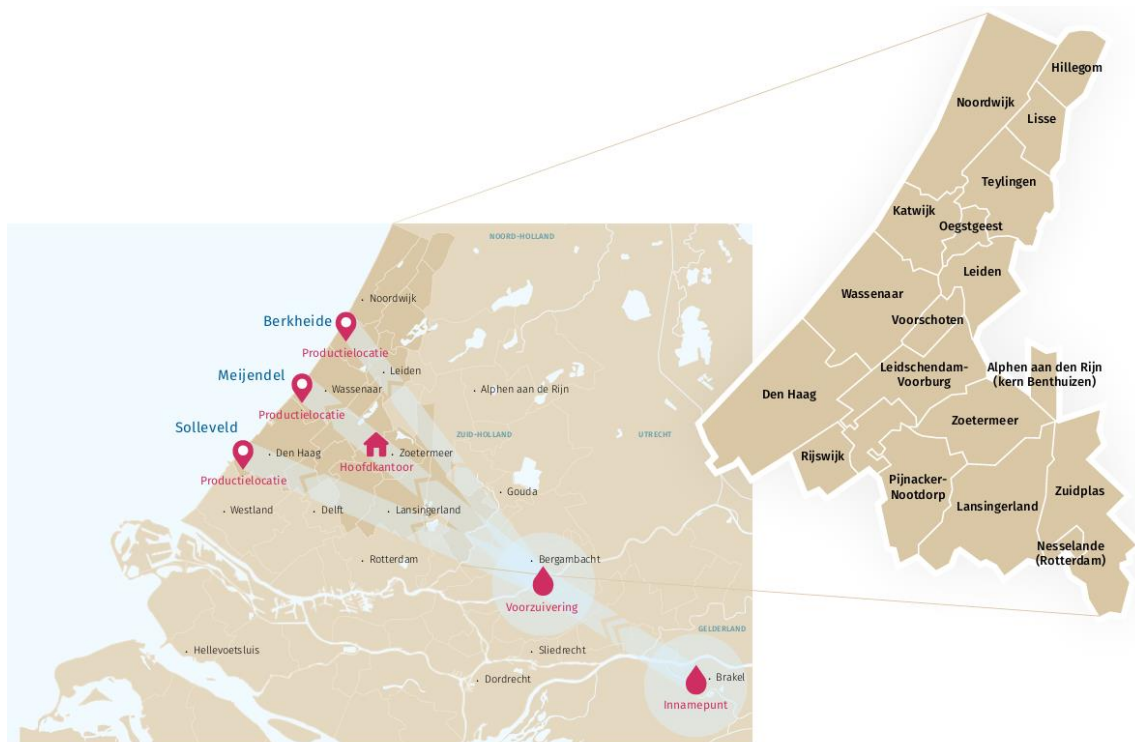 Hillegom
Noordwijk
Lisse
Teylingen
Katwijk
Oegstgeest
Leiden
Wassenaar
Voorschoten
Leidschendam-
Voorburg
Alphen aan den Rijn
(kern Benthuizen)
Den Haag
Zoetermeer
Rijswijk
Pijnacker-
Nootdorp
Zuidplas
Lansingerland
Nesselande
(Rotterdam)
NOORD-HOLLAND
Noordwijk
Berkheide
Productielocatie
Leiden
Meijendel
Wassenaar
Alphen aan de Rijn
Productielocatie
Solleveld
ZUID-HOLLAND
UTRECHT
Den Haag
Zoetermeer
Hoofdkantoor
Productielocatie
Gouda
Westland
Delft
Lansingerland
Rotterdam
Bergambacht
Voorzuivering
GELDERLAND
Hellevoetsluis
Sliedrecht
Dordrecht
Brakel
Innamepunt